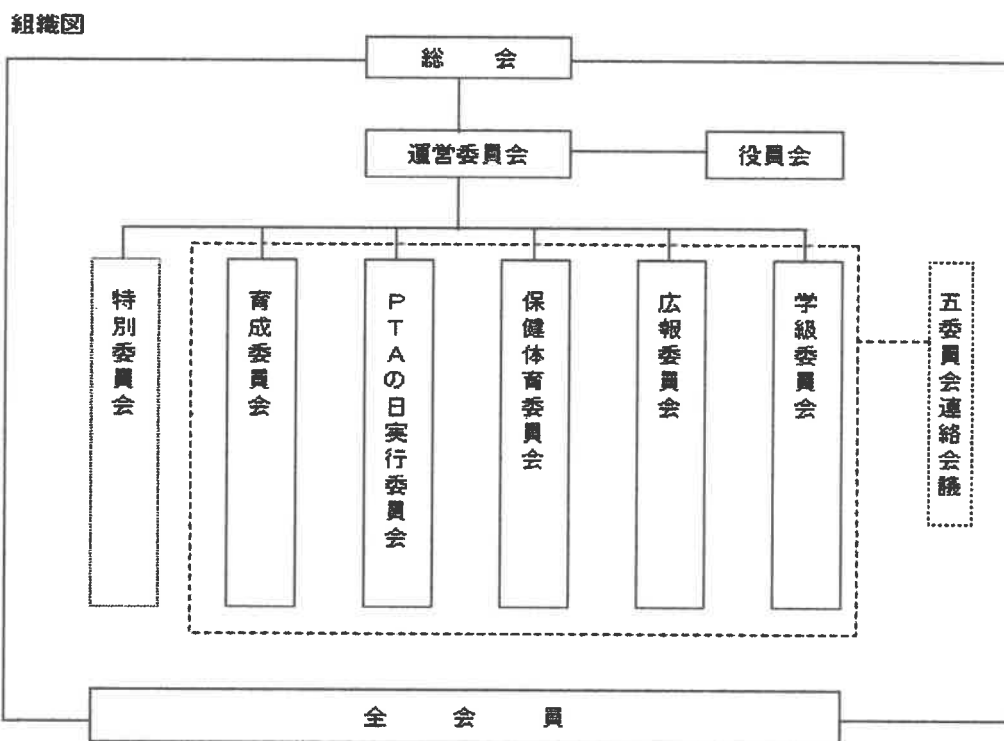 組織図
総会
運営委員会
役員会
特別委員会
育成委員会
PTAの日実行委員会
保健体育委員会
広報委員会
学級委員会
五委員会連絡会議
全会員